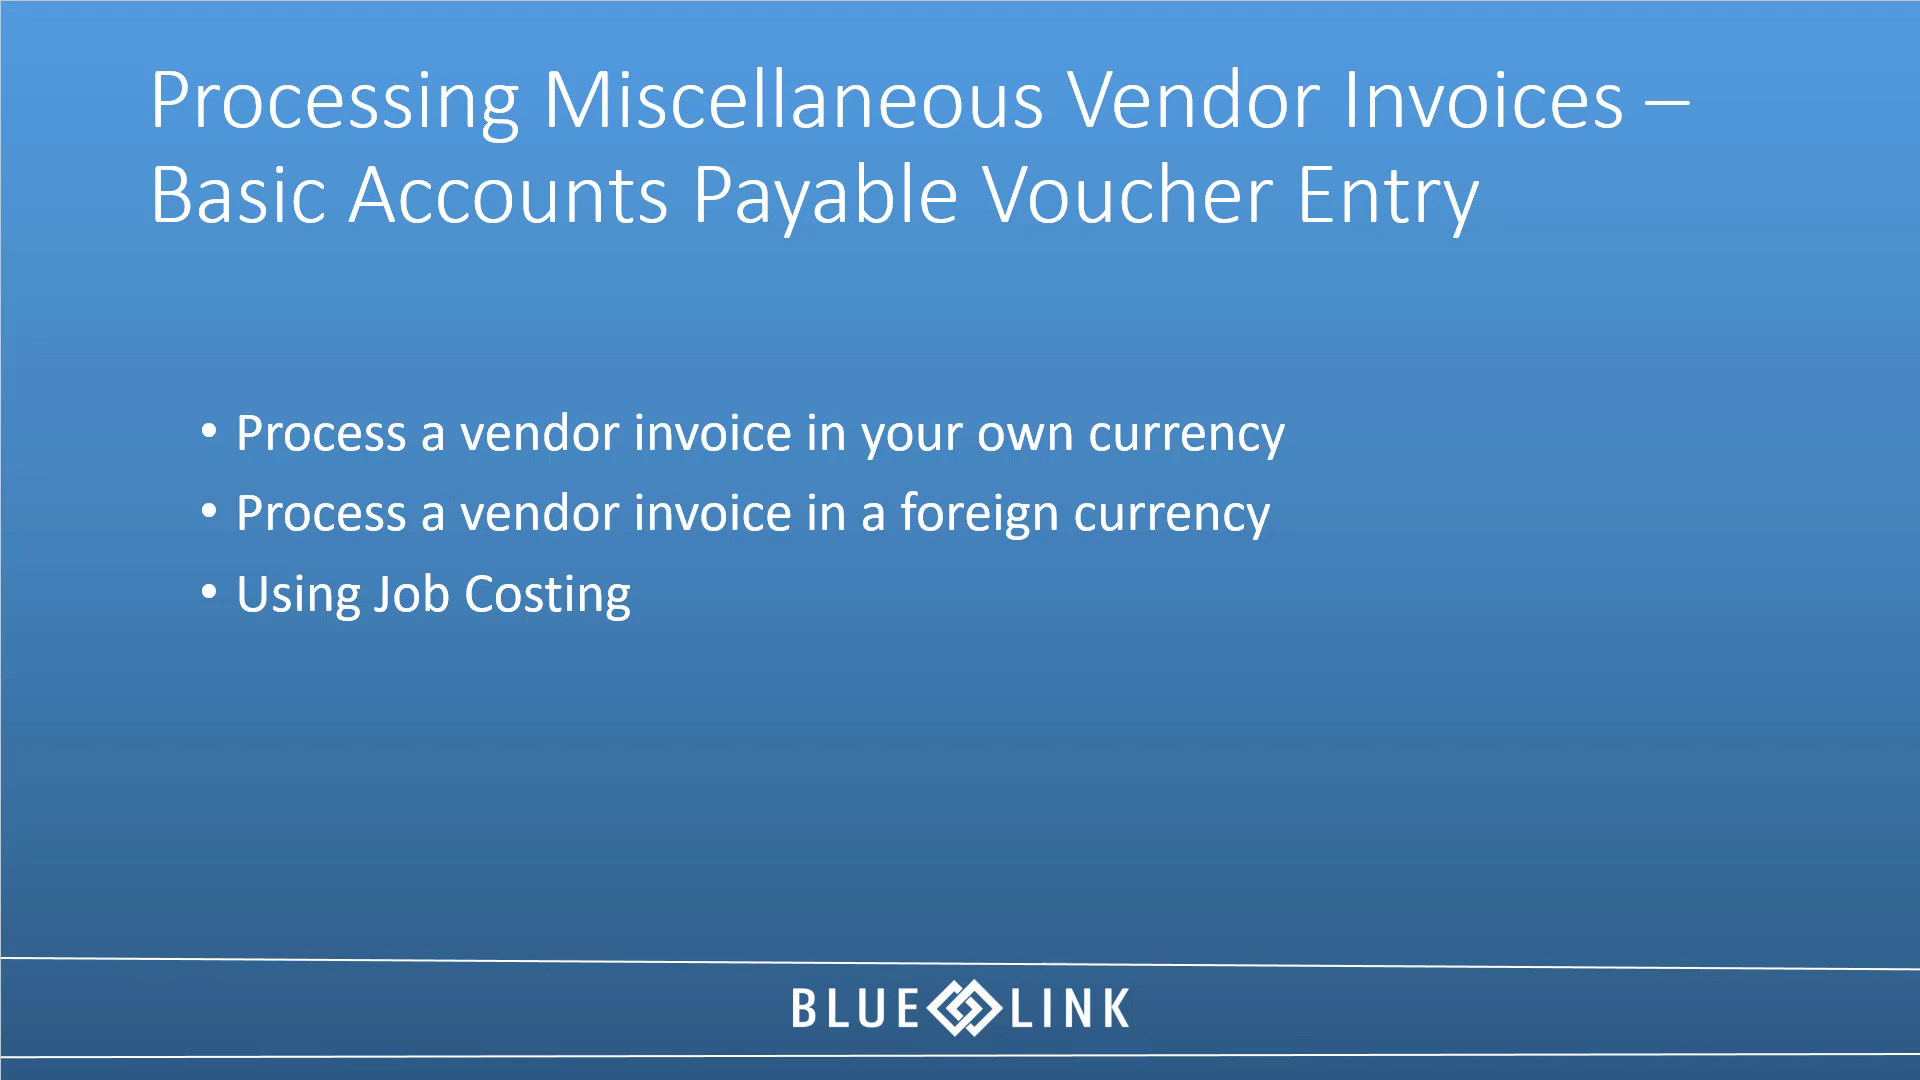 Processing Miscellaneous Vendor Invoices –
Basic Accounts Payable Voucher Entry
• Process a vendor invoice in your own currency
• Process a vendor invoice in a foreign currency
• Using Job Costing
BLUE LINK